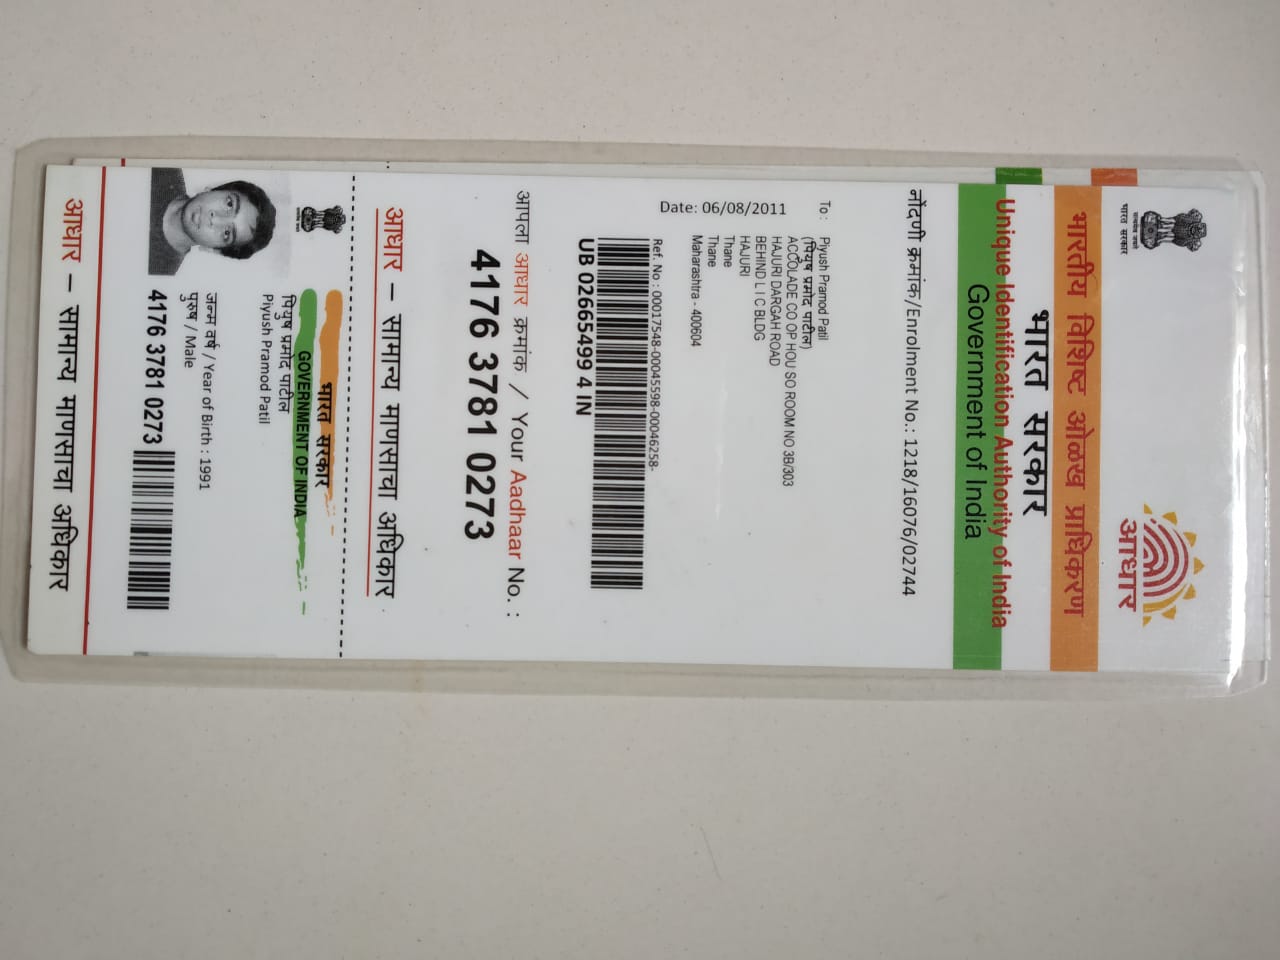 सत्यमेव जयते
भारत सरकार
आधार
भारतीय विशिष्ट ओळख प्राधिकरण
भारत सरकार
Unique Identification Authority of India
Government of India
नोंदणी क्रमांक/Enrolment No.: 1218/16076/02744
To :
Piyush Pramod Patil
(पियुष प्रमोद पाटील)
ACCOLADE CO OP HOU SO ROOM NO 3B/303
HAJURI DARGAH ROAD
BEHIND L I C BLDG
HAJURI
Thane
Thane
Maharashtra - 400604
Date: 06/08/2011
Ref. No : 00017548-00045598-00046258-
UB 02665499 4 IN
आपला आधार क्रमांक / Your Aadhaar No. :
4176 3781 0273
आधार – सामान्य माणसाचा अधिकार
भारत सरकार
GOVERNMENT OF INDIA
पियुष प्रमोद पाटील
Piyush Pramod Patil
जन्म वर्ष / Year of Birth : 1991
पुरुष / Male
4176 3781 0273
आधार – सामान्य माणसाचा अधिकार